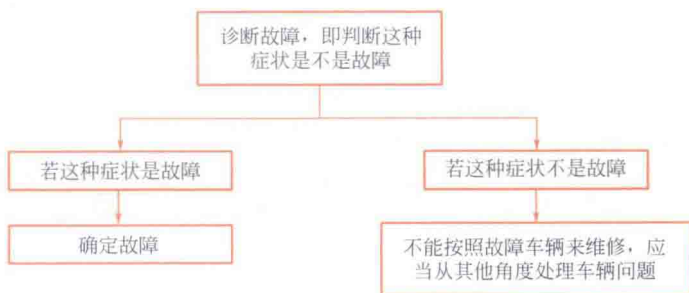 诊断故障，即判断这种
症状是不是故障
若这种症状是故障
若这种症状不是故障
确定故障
不能按照故障车辆来维修，应
当从其他角度处理车辆问题